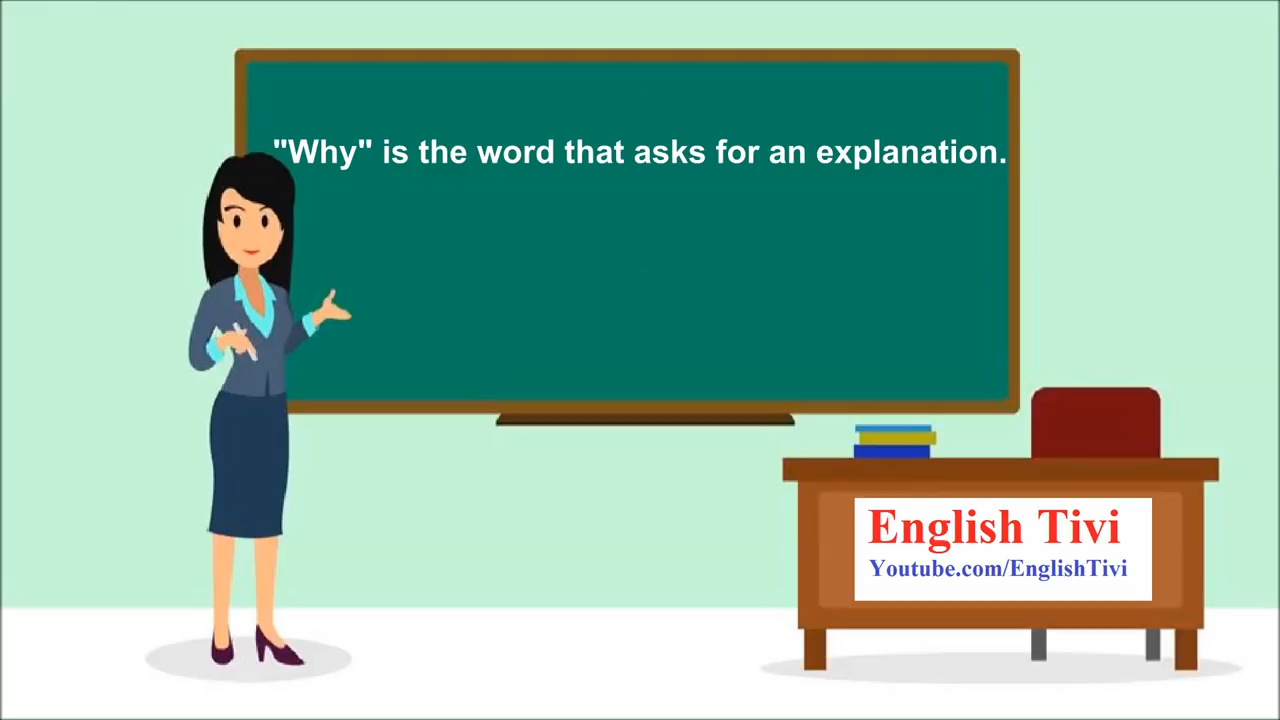 "Why" is the word that asks for an explanation.
English Tivi
Youtube.com/EnglishTivi